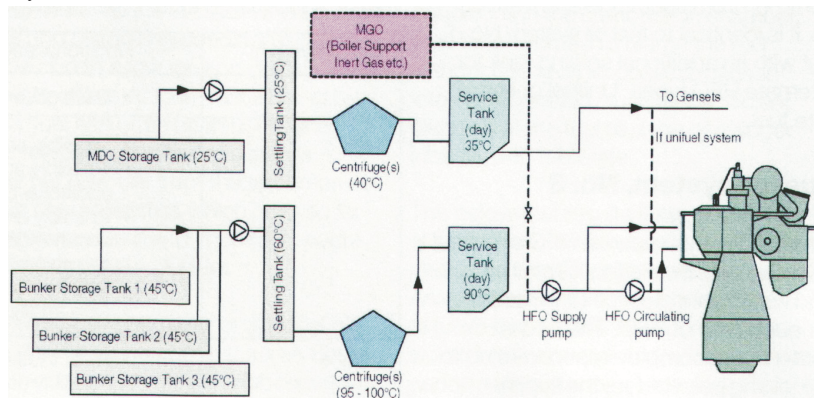 MGO
(Boiler Support
Inert Gas etc.)
MDO Storage Tank (25°C)
Settling Tank (25°C)
Centrifuge(s)
(40°C)
Service
Tank
(day)
35°C
To Gensets
If unifuel system
Bunker Storage Tank 1 (45°C)
Bunker Storage Tank 2 (45°C)
Bunker Storage Tank 3 (45°C)
Settling Tank (60°C)
Centrifuge(s)
(95 - 100°C)
Service
Tank
(day)
90°C
HFO Supply
pump
HFO Circulating
pump